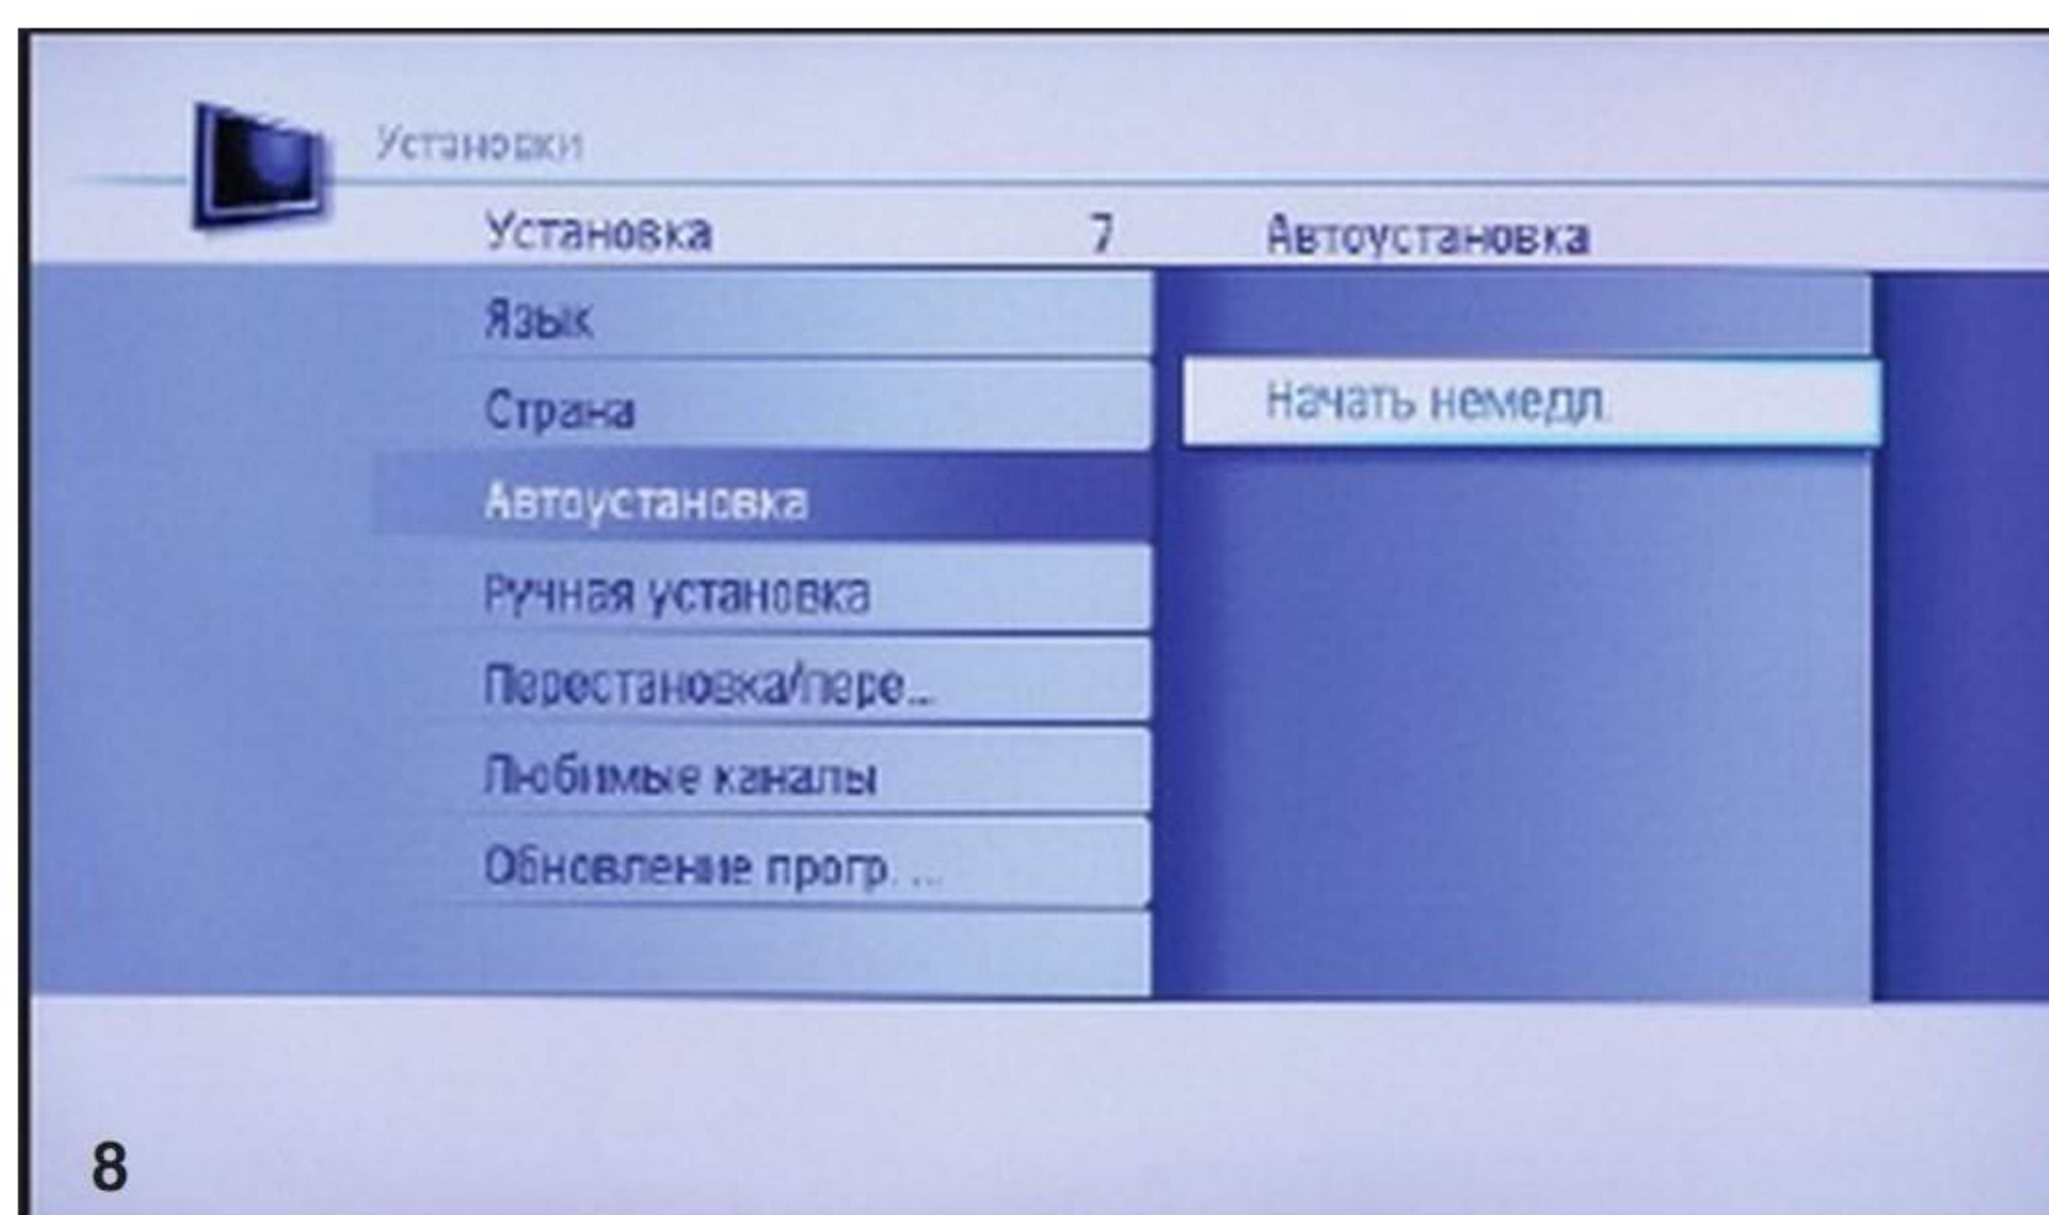 Установки
Установка 7 Автоустановка
Язык
Страна Начать немедл.
Автоустановка
Ручная установка
Перестановка/пере...
Любимые каналы
Обновление прогр. ...
8